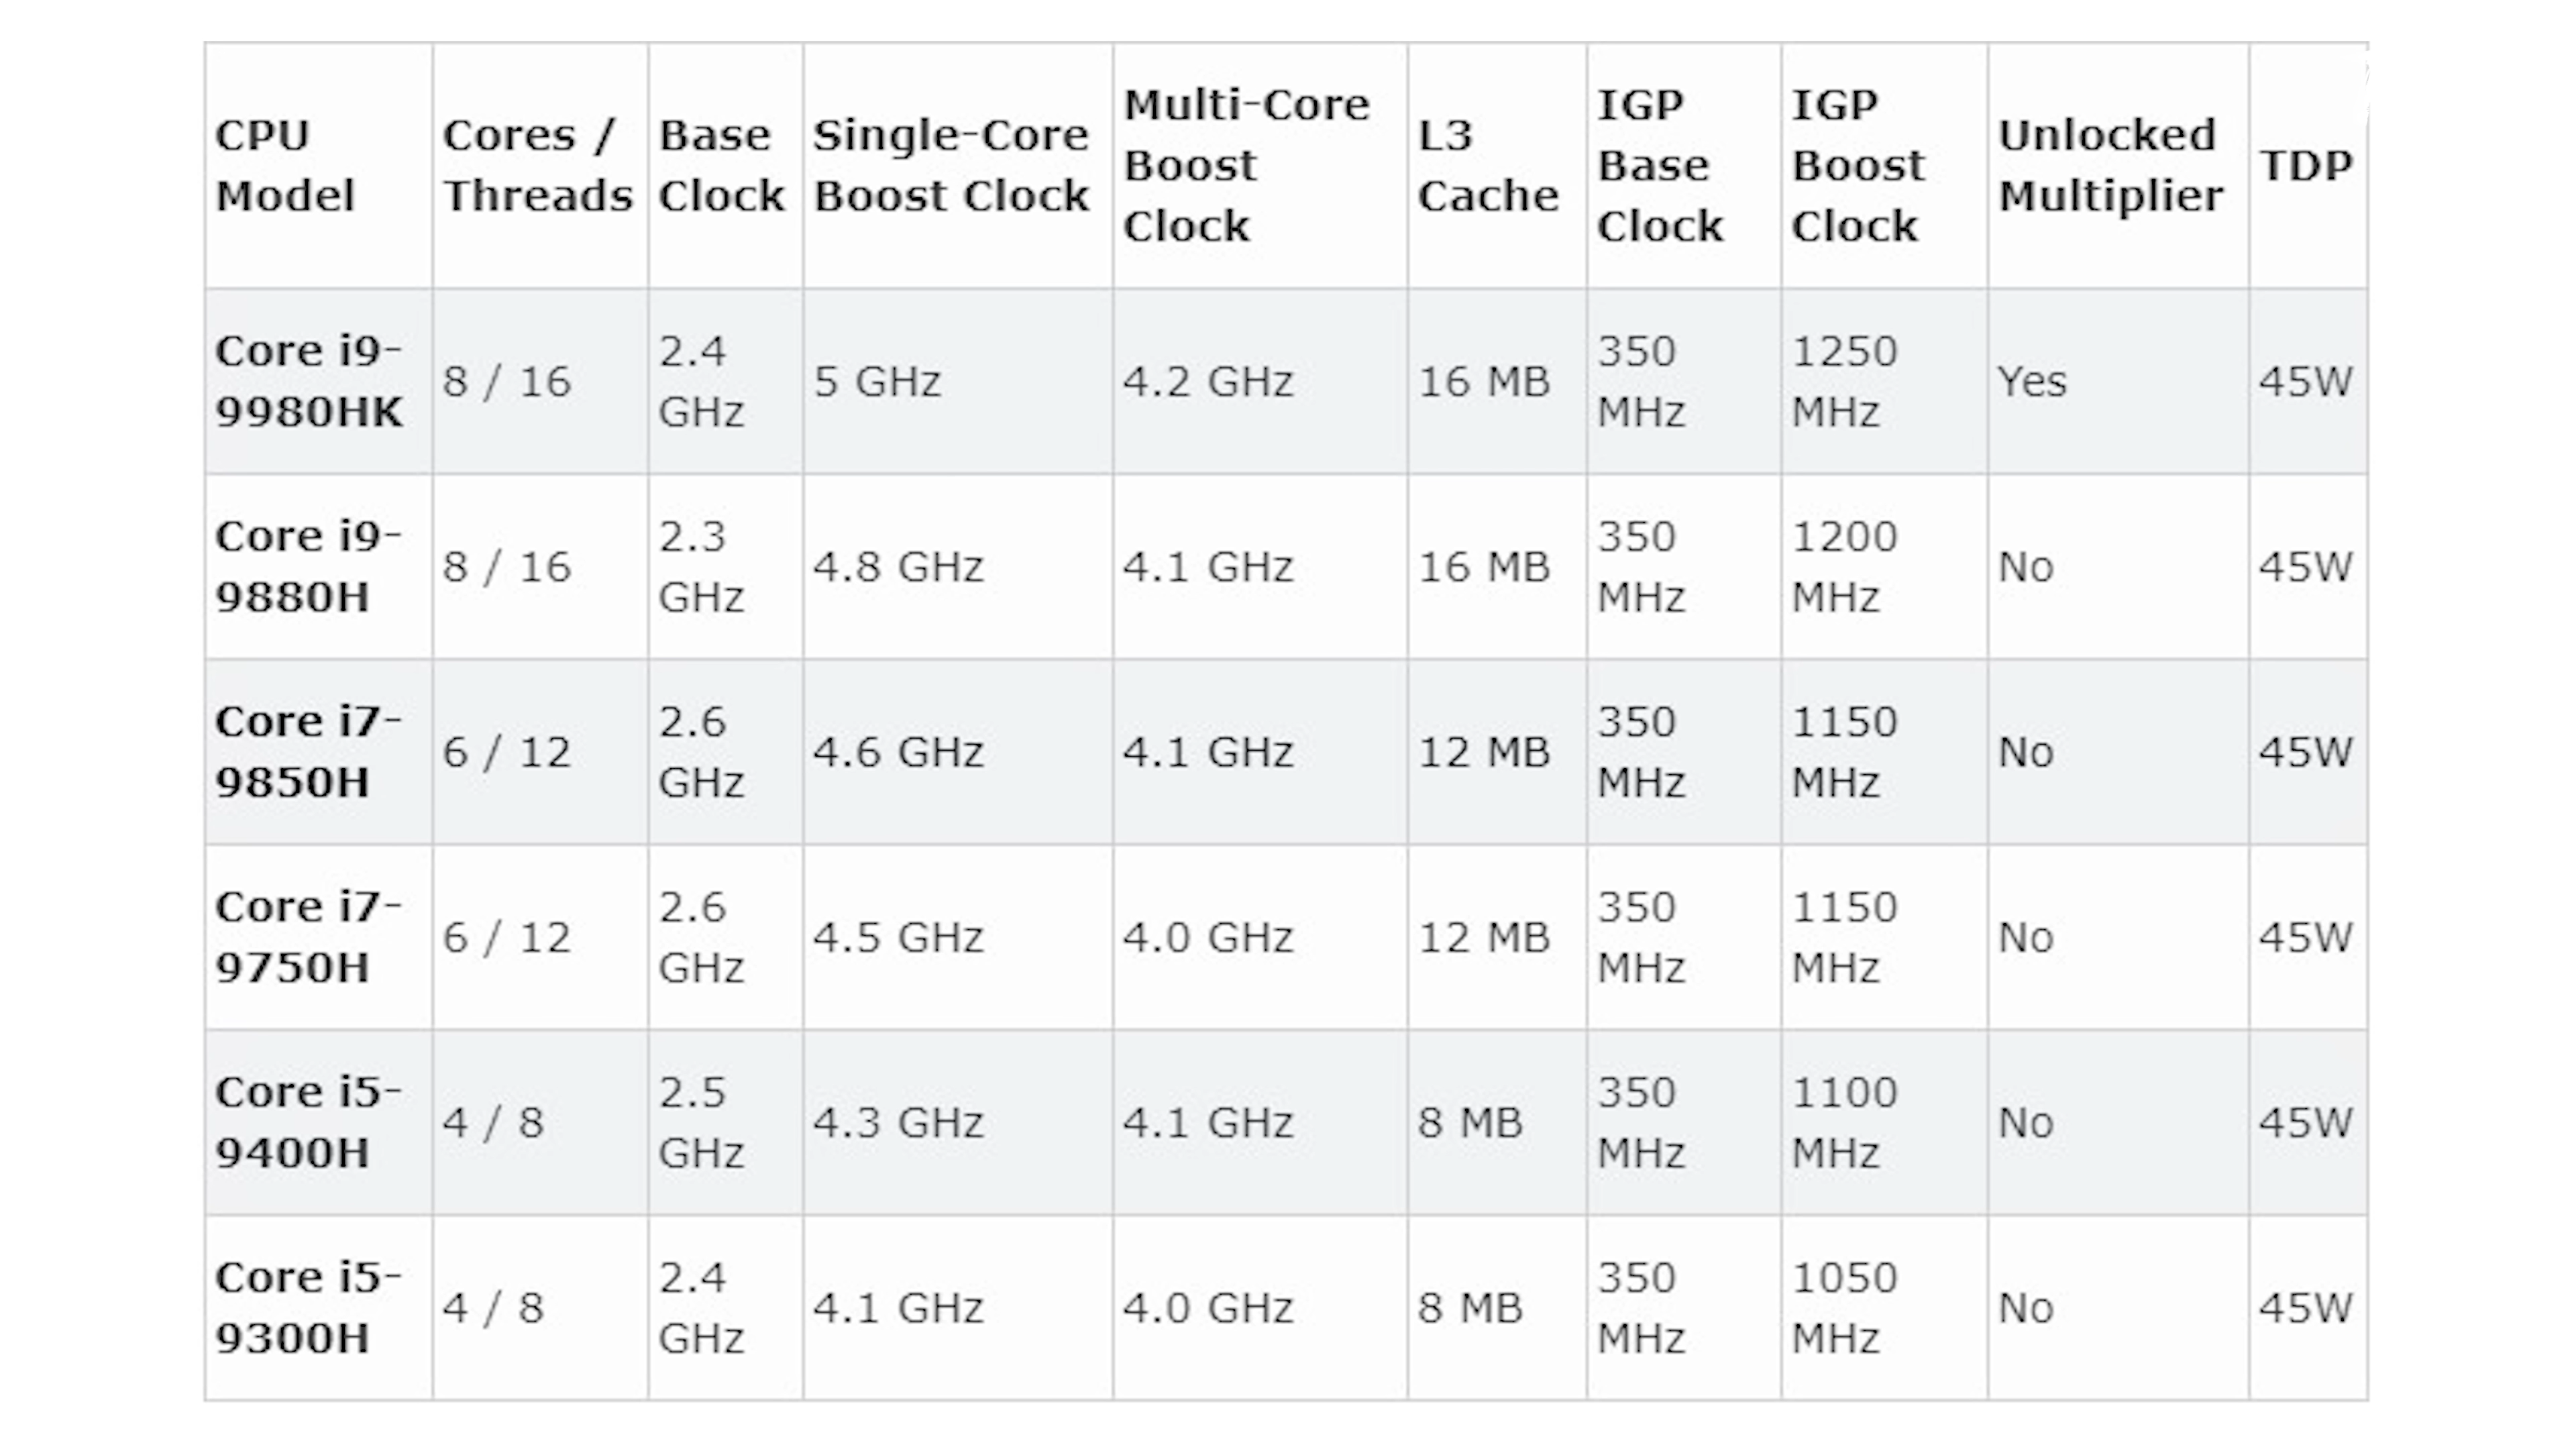 CPU Model | Cores / Threads | Base Clock | Single-Core Boost Clock | Multi-Core Boost Clock | L3 Cache | IGP Base Clock | IGP Boost Clock | Unlocked Multiplier | TDP
Core i9-9980HK | 8 / 16 | 2.4 GHz | 5 GHz | 4.2 GHz | 16 MB | 350 MHz | 1250 MHz | Yes | 45W
Core i9-9880H | 8 / 16 | 2.3 GHz | 4.8 GHz | 4.1 GHz | 16 MB | 350 MHz | 1200 MHz | No | 45W
Core i7-9850H | 6 / 12 | 2.6 GHz | 4.6 GHz | 4.1 GHz | 12 MB | 350 MHz | 1150 MHz | No | 45W
Core i7-9750H | 6 / 12 | 2.6 GHz | 4.5 GHz | 4.0 GHz | 12 MB | 350 MHz | 1150 MHz | No | 45W
Core i5-9400H | 4 / 8 | 2.5 GHz | 4.3 GHz | 4.1 GHz | 8 MB | 350 MHz | 1100 MHz | No | 45W
Core i5-9300H | 4 / 8 | 2.4 GHz | 4.1 GHz | 4.0 GHz | 8 MB | 350 MHz | 1050 MHz | No | 45W